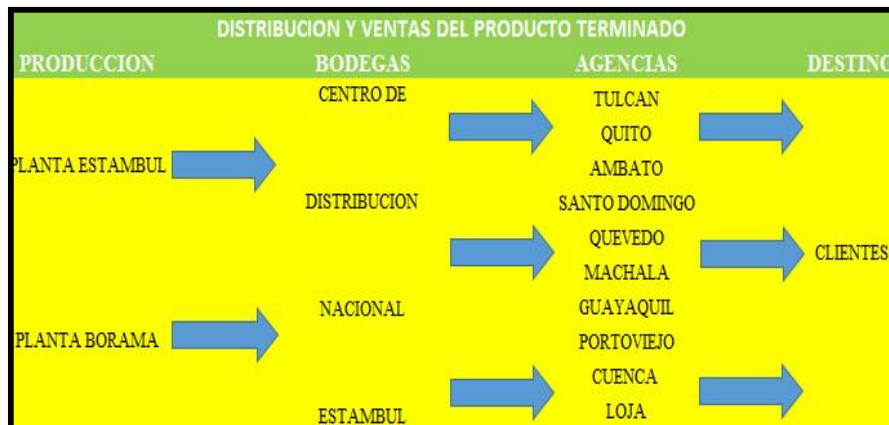 DISTRIBUCION Y VENTAS DEL PRODUCTO TERMINADO
PRODUCCION BODEGAS AGENCIAS DESTINO
CENTRO DE
TULCAN
QUITO
PLANTA ESTAMBUL
AMBATO
DISTRIBUCION
SANTO DOMINGO
QUEVEDO
CLIENTES
MACHALA
NACIONAL
GUAYAQUIL
PLANTA BORAMA
PORTOVIEJO
CUENCA
ESTAMBUL
LOJA